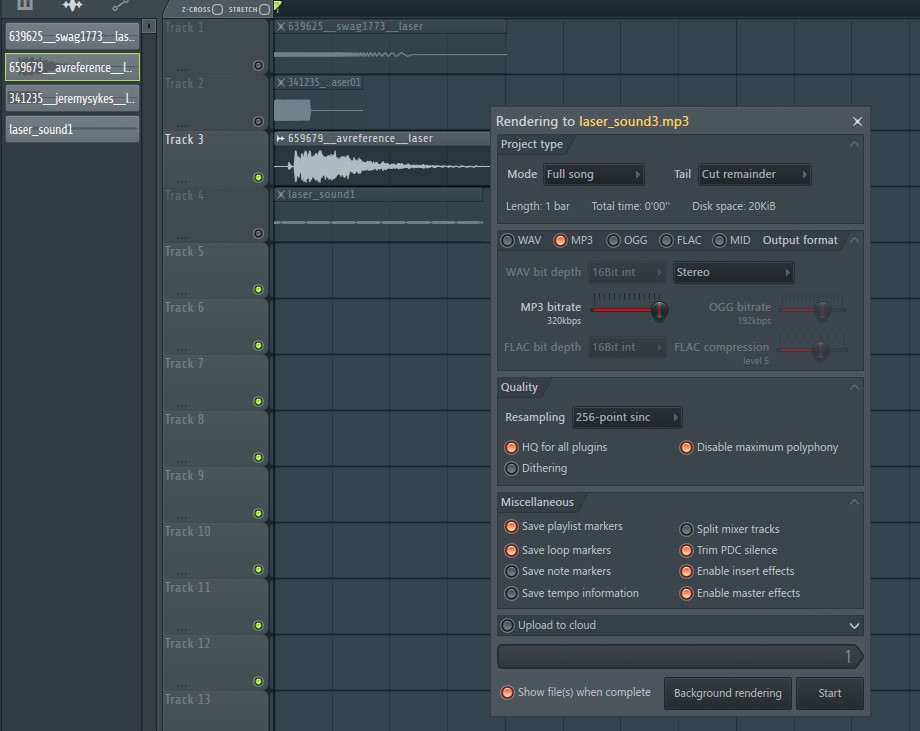 Z-CROSS STRETCH
639625__swag1773__las..
659679__avreference__l..
341235__jeremysykes__l..
laser_sound1
Track 1
639625__swag1773__laser
...
Track 2
341235_..aser01
...
Track 3
659679__avreference__laser
...
Track 4
laser_sound1
...
Track 5
...
Track 6
...
Track 7
...
Track 8
...
Track 9
...
Track 10
...
Track 11
...
Track 12
...
Track 13
Rendering to laser_sound3.mp3
Project type
Mode Full song Tail Cut remainder
Length: 1 bar Total time: 0'00'' Disk space: 20KiB
WAV MP3 OGG FLAC MID Output format
WAV bit depth 16Bit int Stereo
MP3 bitrate OGG bitrate
320kbps 192kbps
FLAC bit depth 16Bit int FLAC compression
level 5
Quality
Resampling 256-point sinc
HQ for all plugins Disable maximum polyphony
Dithering
Miscellaneous
Save playlist markers Split mixer tracks
Save loop markers Trim PDC silence
Save note markers Enable insert effects
Save tempo information Enable master effects
Upload to cloud
1
Show file(s) when complete Background rendering Start